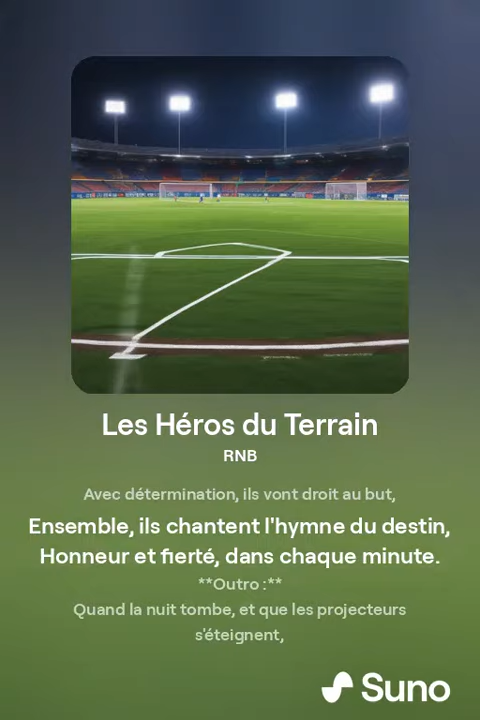 Les Héros du Terrain
RNB
Avec détermination, ils vont droit au but,
Ensemble, ils chantent l'hymne du destin,
Honneur et fierté, dans chaque minute.
**Outro :**
Quand la nuit tombe, et que les projecteurs
s'éteignent,
Suno